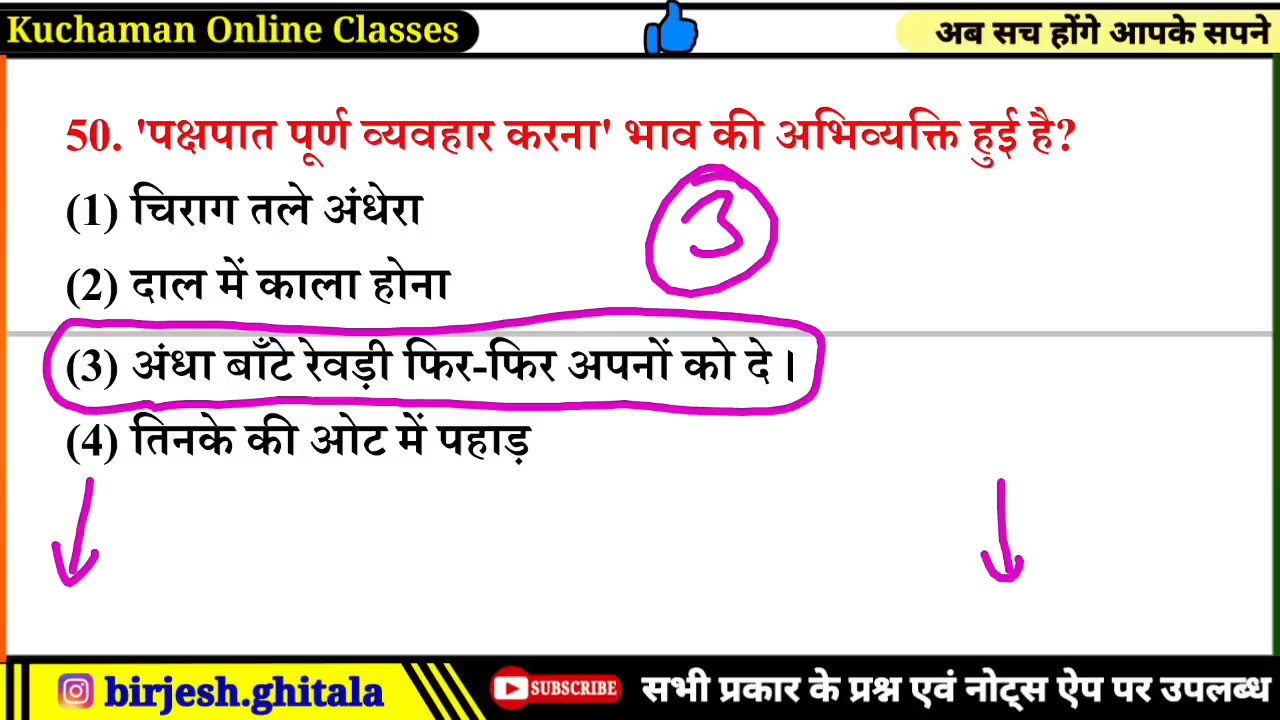 Kuchaman Online Classes
अब सच होंगे आपके सपने
50. 'पक्षपात पूर्ण व्यवहार करना' भाव की अभिव्यक्ति हुई है?
(1) चिराग तले अंधेरा
3
(2) दाल में काला होना
(3) अंधा बाँटे रेवड़ी फिर-फिर अपनों को दे।
(4) तिनके की ओट में पहाड़
birjesh.ghitala
SUBSCRIBE
सभी प्रकार के प्रश्न एवं नोट्स ऐप पर उपलब्ध